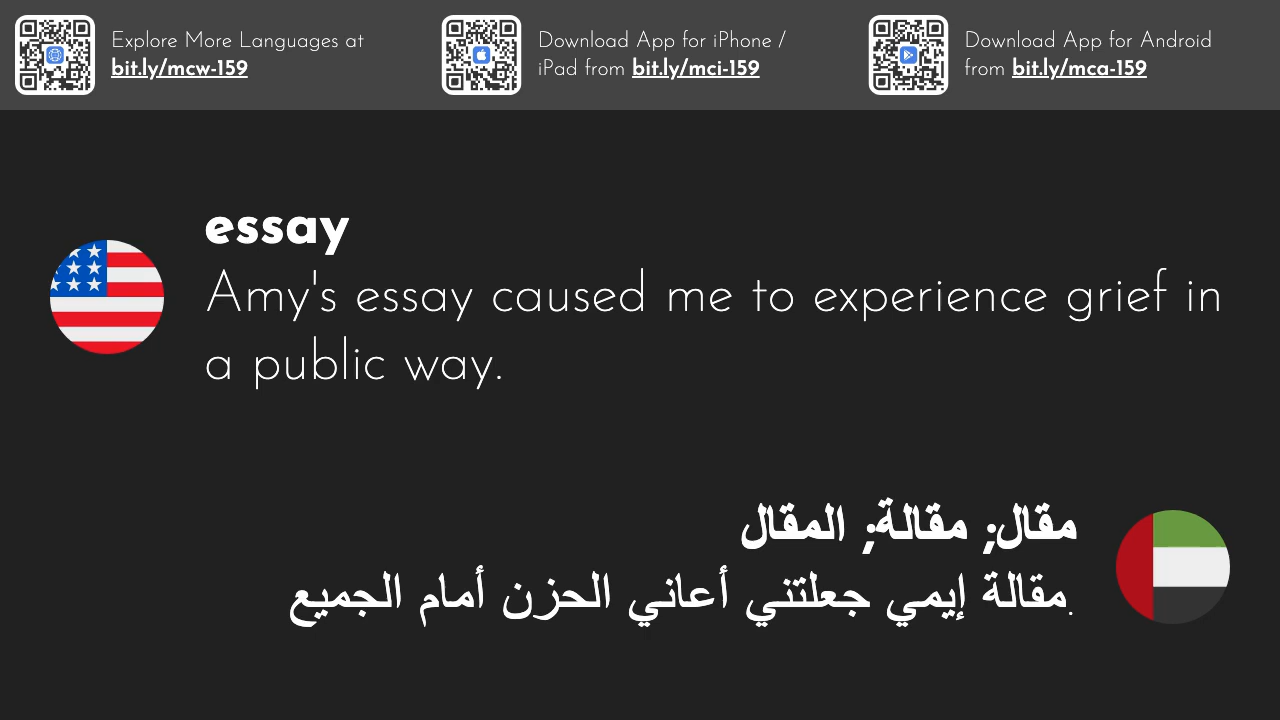 Explore More Languages at
bit.ly/mcw-159
Download App for iPhone /
iPad from bit.ly/mci-159
Download App for Android
from bit.ly/mca-159
essay
Amy's essay caused me to experience grief in
a public way.
مقال; مقالة; المقال
مقالة إيمي جعلتني أعاني الحزن أمام الجميع.